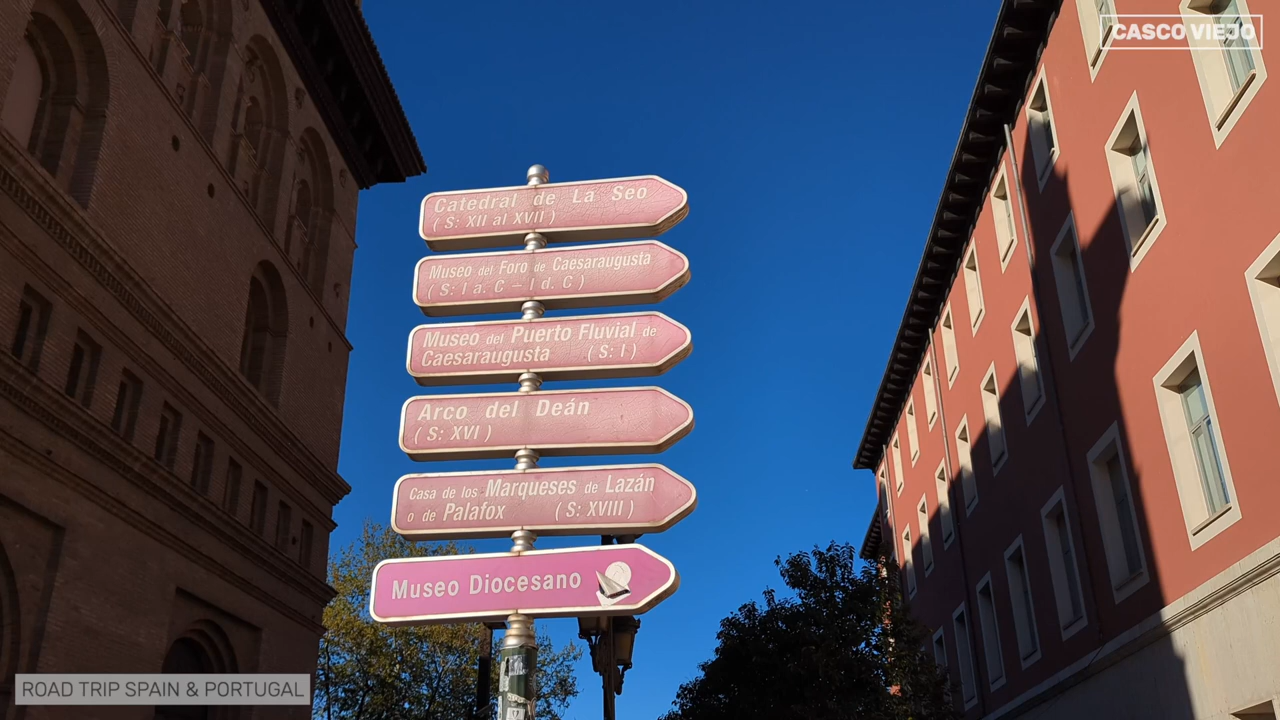 CASCO VIEJO
Catedral de La Seo
( S: XII al XVII )
Museo del Foro de Caesaraugusta
( S: I a. C – I d. C )
Museo del Puerto Fluvial de
Caesaraugusta ( S: I )
Arco del Deán
( S: XVI )
Casa de los Marqueses de Lazán
o de Palafox ( S: XVIII )
Museo Diocesano
ROAD TRIP SPAIN & PORTUGAL